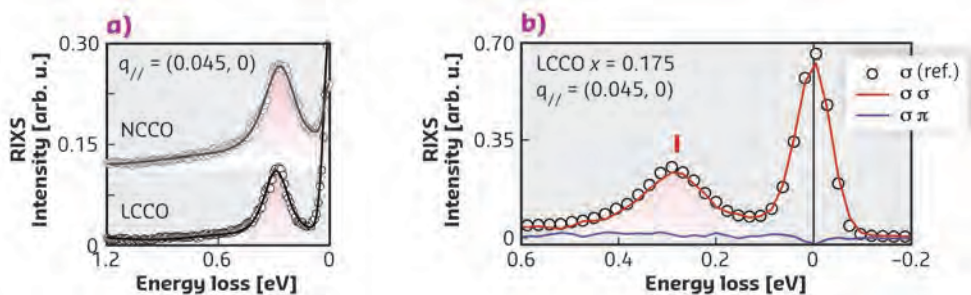 a)
RIXS
Intensity [arb. u.]
0.30
0.15
0
q// = (0.045, 0)
NCCO
LCCO
1.2
0.6
0
Energy loss [eV]
b)
RIXS
Intensity [arb. u.]
0.70
0.35
0
LCCO x = 0.175
q// = (0.045, 0)
σ (ref.)
σ σ
σ π
0.6
0.4
0.2
0
−0.2
Energy loss [eV]